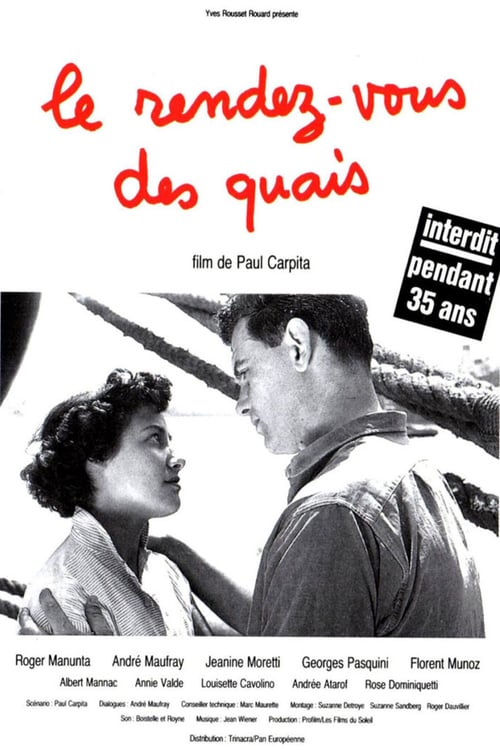 Yves Rousset Rouard présente
le rendez-vous
des quais
interdit
pendant
35 ans
film de Paul Carpita
Roger Manunta André Maufray Jeanine Moretti Georges Pasquini Florent Munoz
Albert Mannac Annie Valde Louisette Cavolino Andrée Atarof Rose Dominiquetti
Scénario : Paul Carpita Dialogues : André Maufray Conseiller technique : Marc Maurette Montage : Suzanne Detroye Suzanne Sandberg Roger Dauvillier
Son : Boistelle et Royne Musique : Jean Wiener Production : Profilm/Les Films du Soleil
Distribution : Trinacra/Pan Européenne